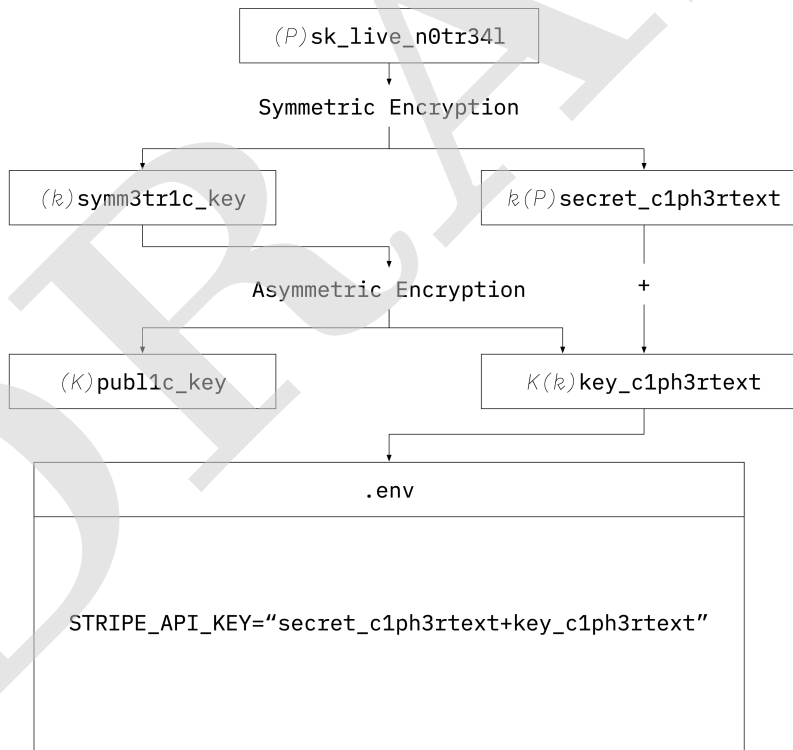 (P)sk_live_n0tr34l
Symmetric Encryption
(k)symm3tr1c_key
k(P)secret_c1ph3rtext
Asymmetric Encryption
+
(K)publ1c_key
K(k)key_c1ph3rtext
.env
STRIPE_API_KEY=“secret_c1ph3rtext+key_c1ph3rtext”